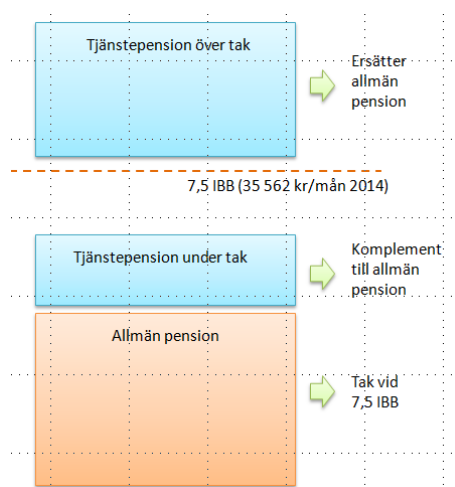 Tjänstepension över tak
Ersätter
allmän
pension
7,5 IBB (35 562 kr/mån 2014)
Tjänstepension under tak
Komplement
till allmän
pension
Allmän pension
Tak vid
7,5 IBB